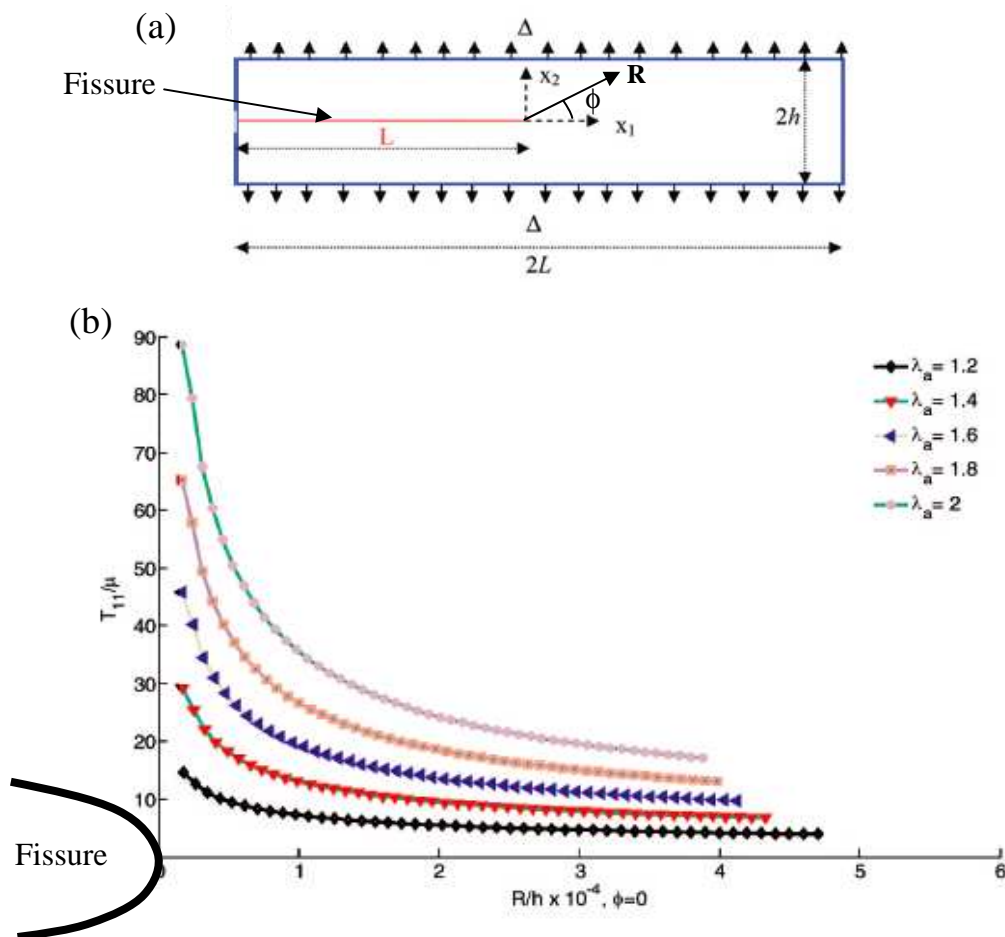 (a)
Δ
Fissure
x₂
R
ϕ
x₁
2h
L
Δ
2L
(b)
90
80
70
60
50
40
30
20
10
T₁₁/μ
λₐ= 1.2
λₐ= 1.4
λₐ= 1.6
λₐ= 1.8
λₐ= 2
Fissure
0 1 2 3 4 5 6
R/h x 10⁻⁴, ϕ=0